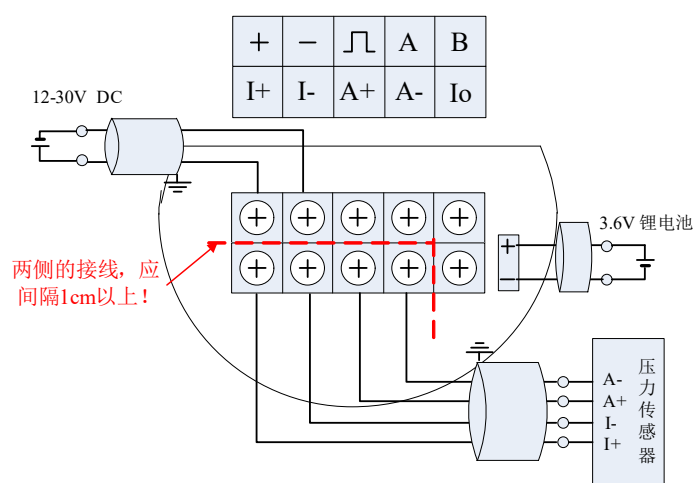 + − ⎍ A B
I+ I- A+ A- Io
12-30V DC
3.6V 锂电池
+
−
两侧的接线，应
间隔1cm以上！
A-
A+
I-
I+
压力传感器